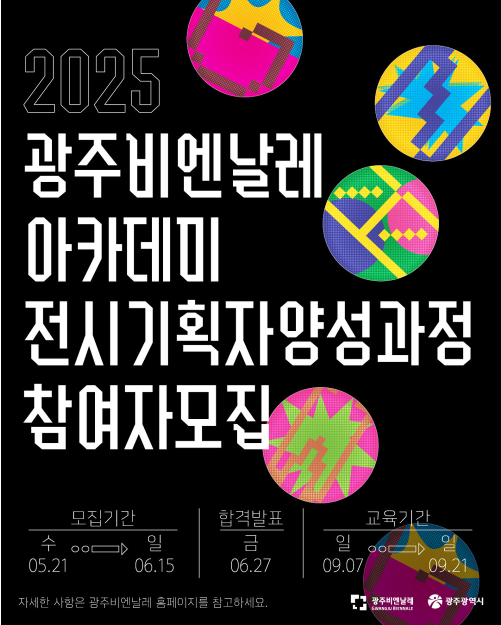 2025
광주비엔날레
아카데미
전시기획자양성과정
참여자모집
모집기간
수 일
05.21 06.15
합격발표
금
06.27
교육기간
일 일
09.07 09.21
자세한 사항은 광주비엔날레 홈페이지를 참고하세요.
광주비엔날레
GWANGJU BIENNALE
광주광역시